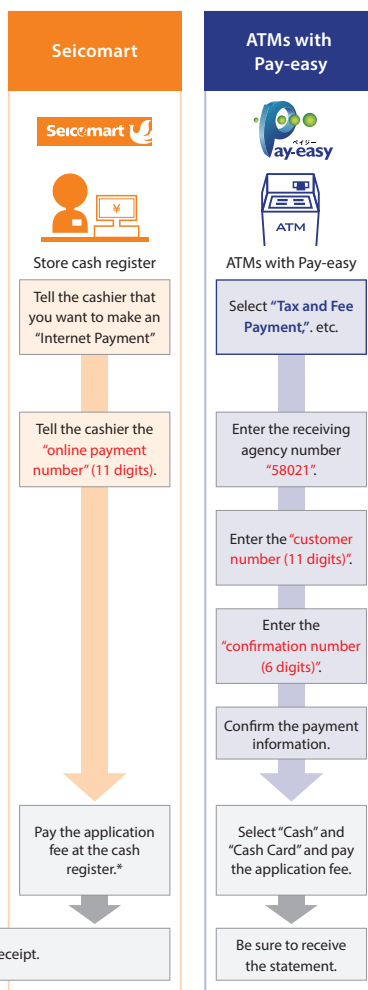 Seicomart
Seicomart
¥
Store cash register
Tell the cashier that
you want to make an
“Internet Payment”
Tell the cashier the
“online payment
number” (11 digits).
Pay the application
fee at the cash
register.*
eceipt.
ATMs with
Pay-easy
ペイジー
Pay-easy
ATM
ATMs with Pay-easy
Select “Tax and Fee
Payment,”. etc.
Enter the receiving
agency number
“58021”.
Enter the “customer
number (11 digits)”.
Enter the
“confirmation number
(6 digits)”.
Confirm the payment
information.
Select “Cash” and
“Cash Card” and pay
the application fee.
Be sure to receive
the statement.